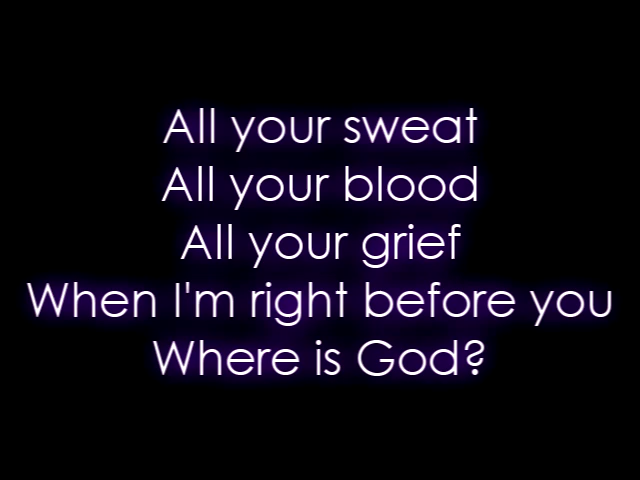 All your sweat
All your blood
All your grief
When I'm right before you
Where is God?